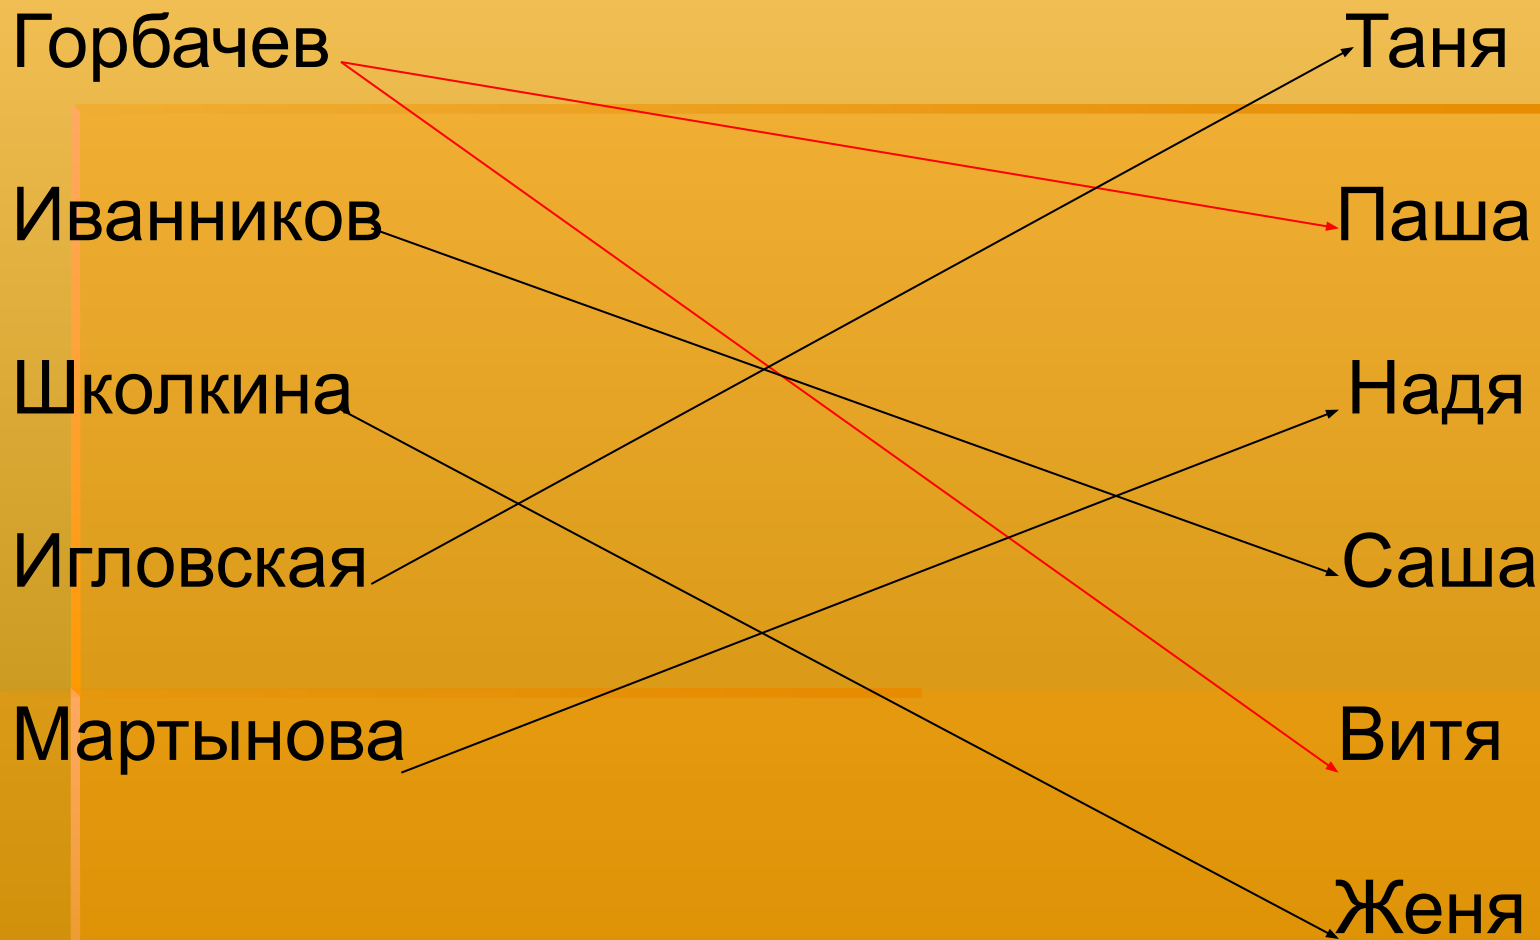 Горбачев Таня
Иванников Паша
Школкина Надя
Игловская Саша
Мартынова Витя
Женя